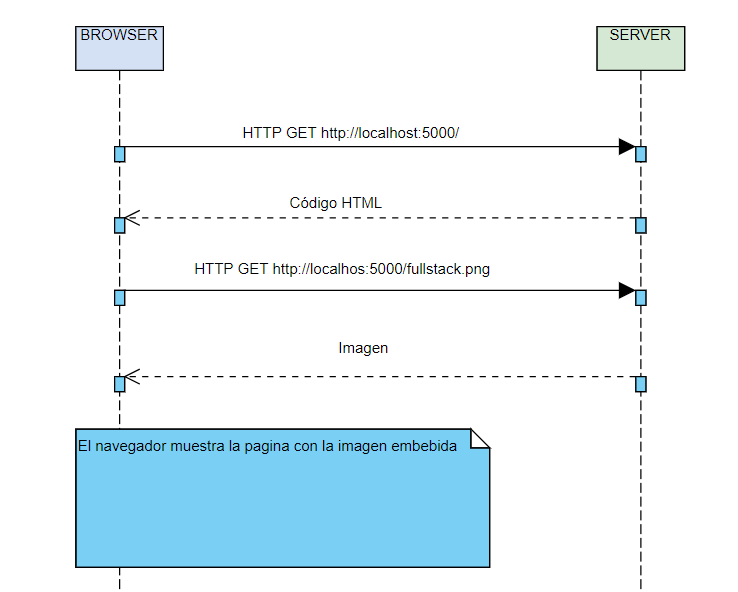 BROWSER
SERVER
HTTP GET http://localhost:5000/
Código HTML
HTTP GET http://localhos:5000/fullstack.png
Imagen
El navegador muestra la pagina con la imagen embebida